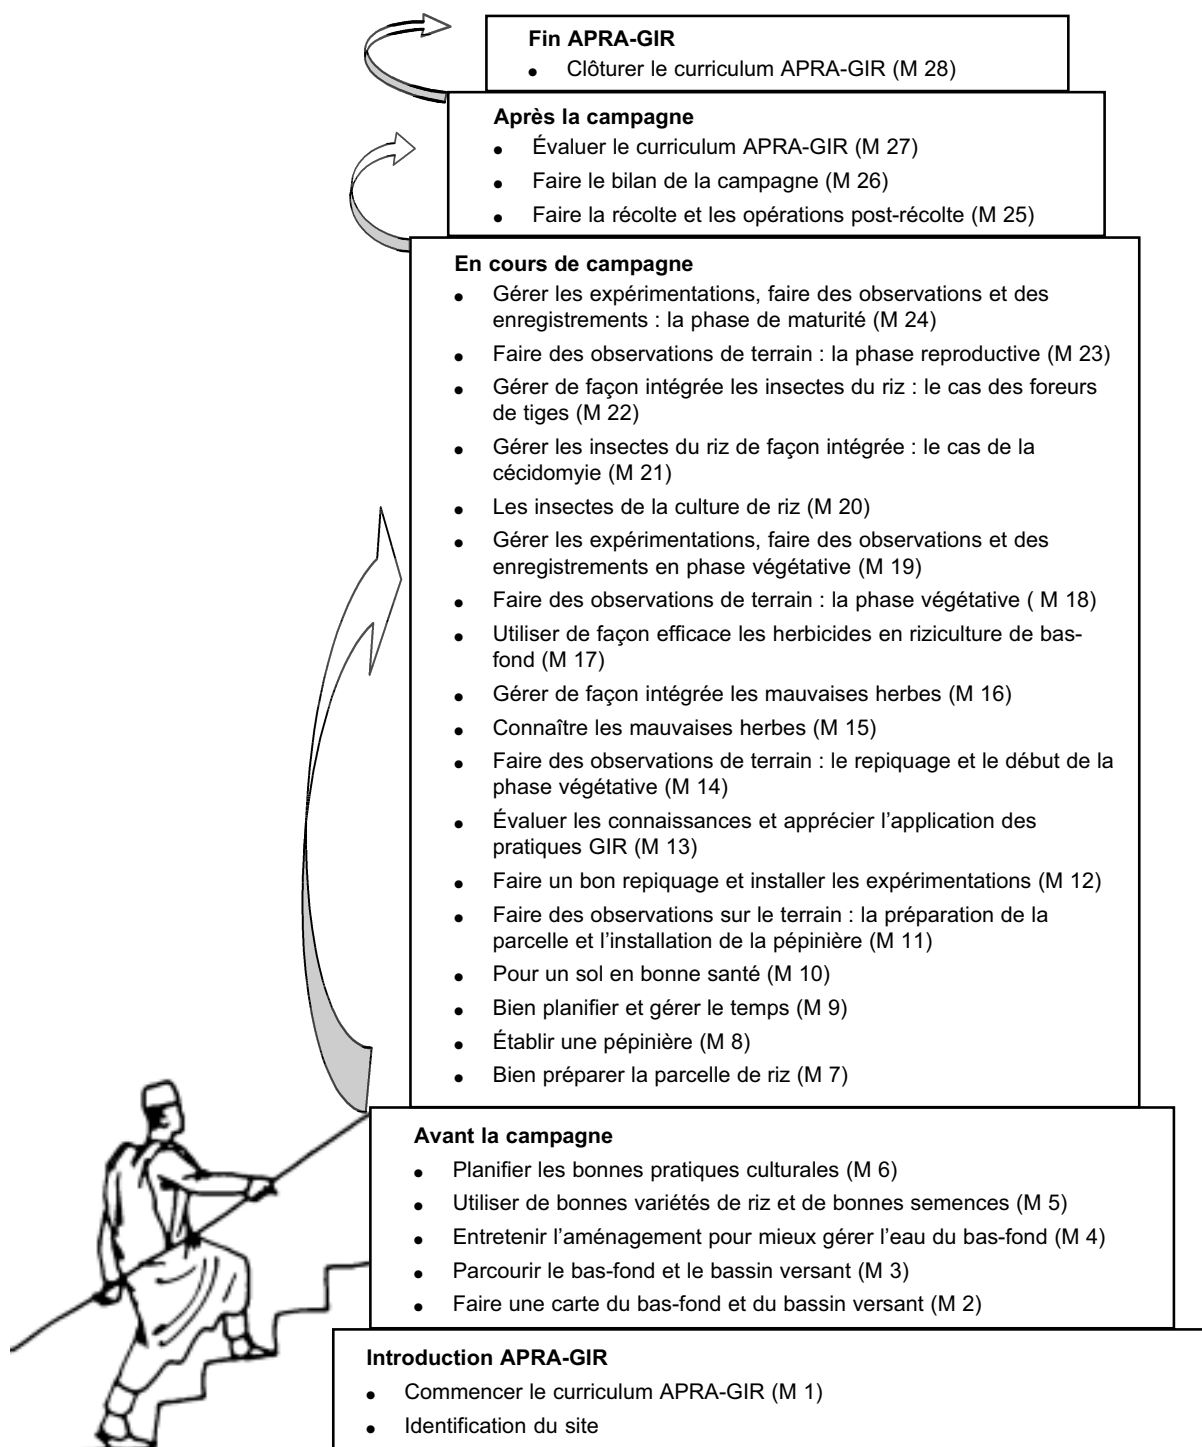 Fin APRA-GIR
• Clôturer le curriculum APRA-GIR (M 28)
Après la campagne
• Évaluer le curriculum APRA-GIR (M 27)
• Faire le bilan de la campagne (M 26)
• Faire la récolte et les opérations post-récolte (M 25)
En cours de campagne
• Gérer les expérimentations, faire des observations et des
enregistrements : la phase de maturité (M 24)
• Faire des observations de terrain : la phase reproductive (M 23)
• Gérer de façon intégrée les insectes du riz : le cas des foreurs
de tiges (M 22)
• Gérer les insectes du riz de façon intégrée : le cas de la
cécidomyie (M 21)
• Les insectes de la culture de riz (M 20)
• Gérer les expérimentations, faire des observations et des
enregistrements en phase végétative (M 19)
• Faire des observations de terrain : la phase végétative ( M 18)
• Utiliser de façon efficace les herbicides en riziculture de bas-
fond (M 17)
• Gérer de façon intégrée les mauvaises herbes (M 16)
• Connaître les mauvaises herbes (M 15)
• Faire des observations de terrain : le repiquage et le début de la
phase végétative (M 14)
• Évaluer les connaissances et apprécier l’application des
pratiques GIR (M 13)
• Faire un bon repiquage et installer les expérimentations (M 12)
• Faire des observations sur le terrain : la préparation de la
parcelle et l’installation de la pépinière (M 11)
• Pour un sol en bonne santé (M 10)
• Bien planifier et gérer le temps (M 9)
• Établir une pépinière (M 8)
• Bien préparer la parcelle de riz (M 7)
Avant la campagne
• Planifier les bonnes pratiques culturales (M 6)
• Utiliser de bonnes variétés de riz et de bonnes semences (M 5)
• Entretenir l’aménagement pour mieux gérer l’eau du bas-fond (M 4)
• Parcourir le bas-fond et le bassin versant (M 3)
• Faire une carte du bas-fond et du bassin versant (M 2)
Introduction APRA-GIR
• Commencer le curriculum APRA-GIR (M 1)
• Identification du site